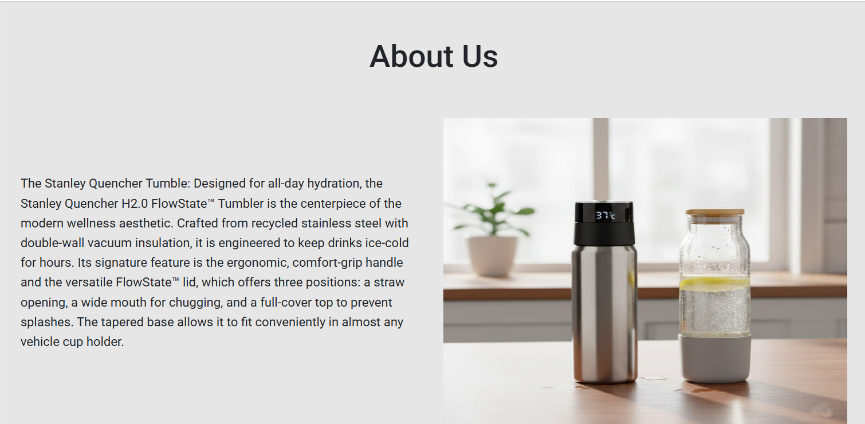 About Us
The Stanley Quencher Tumble: Designed for all-day hydration, the
Stanley Quencher H2.0 FlowState™ Tumbler is the centerpiece of the
modern wellness aesthetic. Crafted from recycled stainless steel with
double-wall vacuum insulation, it is engineered to keep drinks ice-cold
for hours. Its signature feature is the ergonomic, comfort-grip handle
and the versatile FlowState™ lid, which offers three positions: a straw
opening, a wide mouth for chugging, and a full-cover top to prevent
splashes. The tapered base allows it to fit conveniently in almost any
vehicle cup holder.
37°C